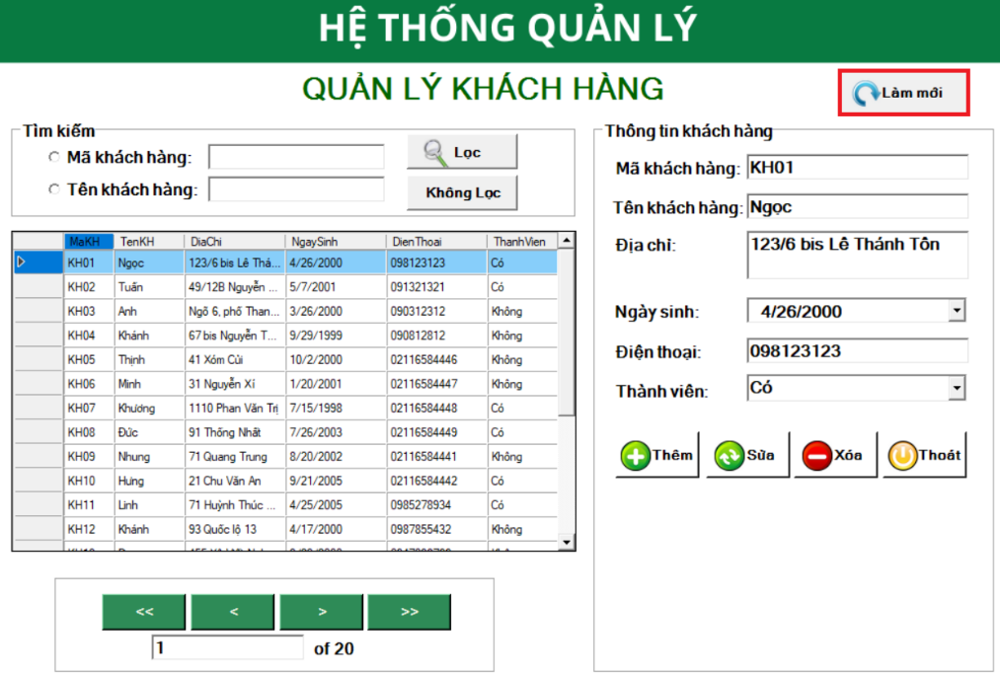 HỆ THỐNG QUẢN LÝ
QUẢN LÝ KHÁCH HÀNG
Làm mới
Tìm kiếm
Mã khách hàng:
Lọc
Tên khách hàng:
Không Lọc
MaKH TenKH DiaChi NgaySinh DienThoai ThanhVien
KH01 Ngọc 123/6 bis Lê Thá... 4/26/2000 098123123 Có
KH02 Tuấn 49/12B Nguyễn ... 5/7/2001 091321321 Có
KH03 Anh Ngõ 6, phố Than... 3/26/2000 090312312 Không
KH04 Khánh 67 bis Nguyễn T... 9/29/1999 090812812 Không
KH05 Thịnh 41 Xóm Củi 10/2/2000 02116584446 Không
KH06 Minh 31 Nguyễn Xí 1/20/2001 02116584447 Không
KH07 Khương 1110 Phan Văn Trị 7/15/1998 02116584448 Có
KH08 Đức 91 Thống Nhất 7/26/2003 02116584449 Có
KH09 Nhung 71 Quang Trung 8/20/2002 02116584441 Không
KH10 Hưng 21 Chu Văn An 9/21/2005 02116584442 Có
KH11 Linh 71 Huỳnh Thúc ... 4/25/2005 0985278934 Có
KH12 Khánh 93 Quốc lộ 13 4/17/2000 0987855432 Không
<< < > >>
1 of 20
Thông tin khách hàng
Mã khách hàng: KH01
Tên khách hàng: Ngọc
Địa chỉ: 123/6 bis Lê Thánh Tôn
Ngày sinh: 4/26/2000
Điện thoại: 098123123
Thành viên: Có
Thêm Sửa Xóa Thoát